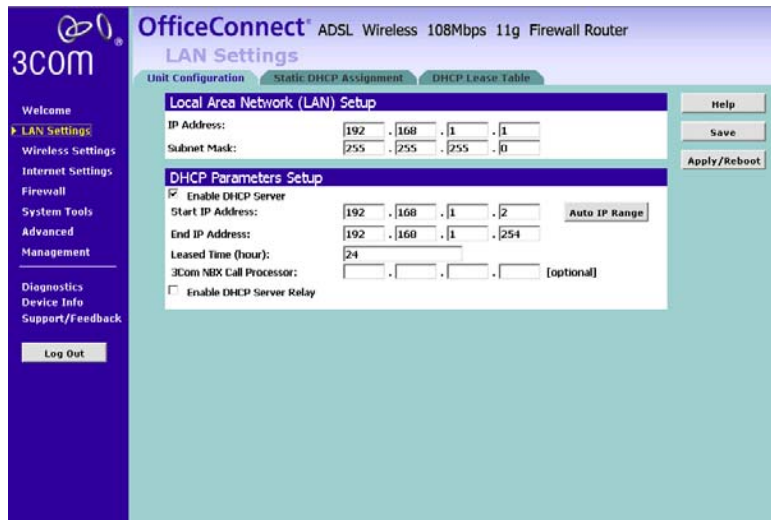 3COM ®
OfficeConnect® ADSL Wireless 108Mbps 11g Firewall Router
LAN Settings
Unit Configuration Static DHCP Assignment DHCP Lease Table
Welcome
LAN Settings
Wireless Settings
Internet Settings
Firewall
System Tools
Advanced
Management
Diagnostics
Device Info
Support/Feedback
Log Out
Local Area Network (LAN) Setup
IP Address: 192 . 168 . 1 . 1
Subnet Mask: 255 . 255 . 255 . 0
DHCP Parameters Setup
Enable DHCP Server
Start IP Address: 192 . 168 . 1 . 2 Auto IP Range
End IP Address: 192 . 168 . 1 . 254
Leased Time (hour): 24
3Com NBX Call Processor: . . . [optional]
Enable DHCP Server Relay
Help
Save
Apply/Reboot